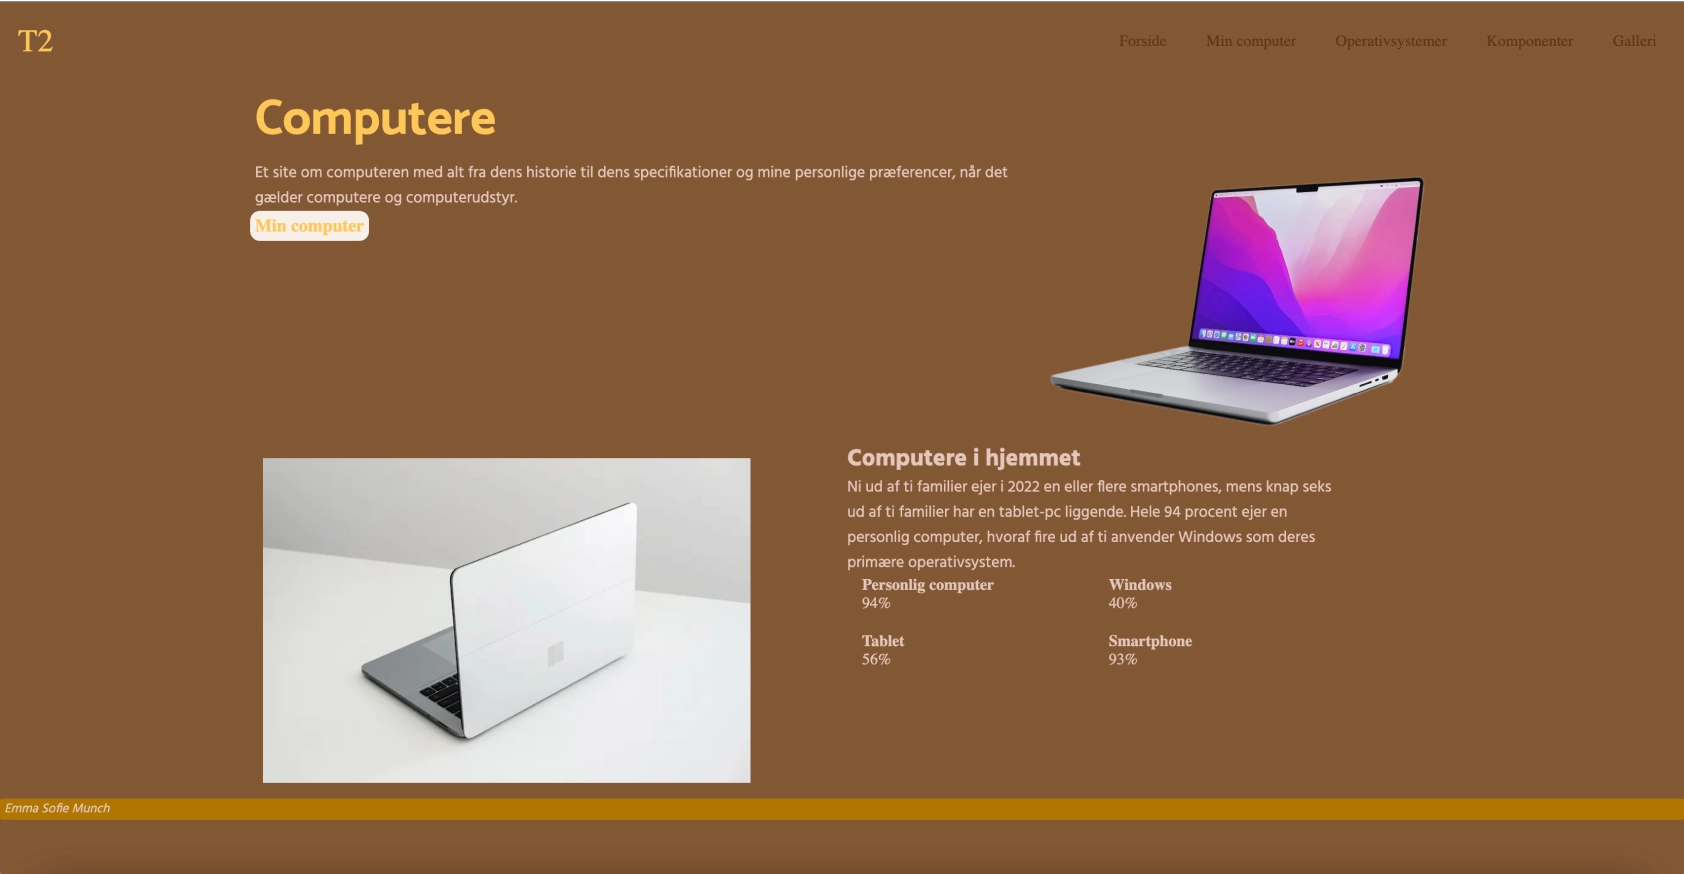 T2
Forside
Min computer
Operativsystemer
Komponenter
Galleri
Computere
Et site om computeren med alt fra dens historie til dens specifikationer og mine personlige præferencer, når det
gælder computere og computerudstyr.
Min computer
Computere i hjemmet
Ni ud af ti familier ejer i 2022 en eller flere smartphones, mens knap seks
ud af ti familier har en tablet-pc liggende. Hele 94 procent ejer en
personlig computer, hvoraf fire ud af ti anvender Windows som deres
primære operativsystem.
Personlig computer
94%
Windows
40%
Tablet
56%
Smartphone
93%
Emma Sofie Munch